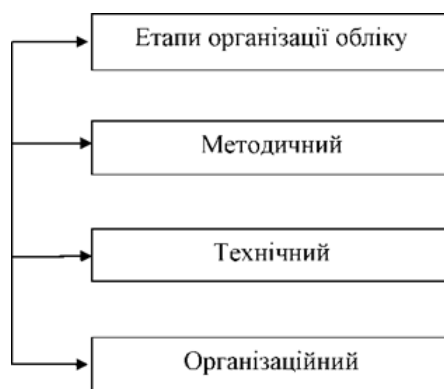 Етапи організації обліку
Методичний
Технічний
Організаційний